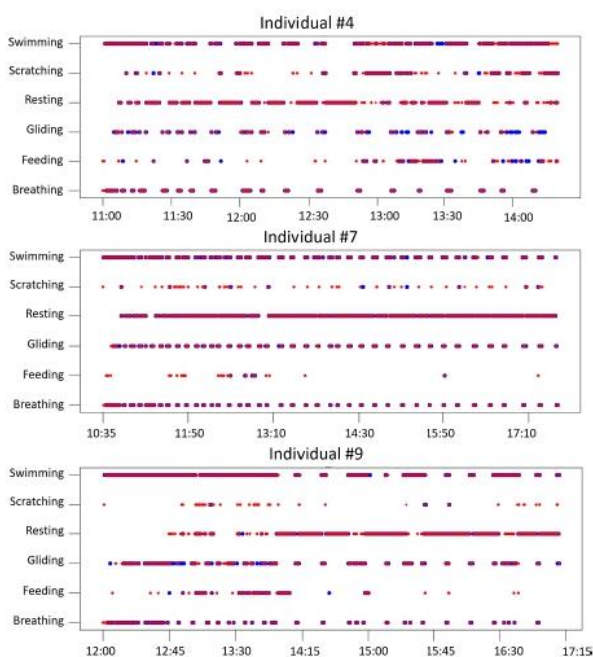 Individual #4
Swimming
Scratching
Resting
Gliding
Feeding
Breathing
11:00 11:30 12:00 12:30 13:00 13:30 14:00
Individual #7
Swimming
Scratching
Resting
Gliding
Feeding
Breathing
10:35 11:50 13:10 14:30 15:50 17:10
Individual #9
Swimming
Scratching
Resting
Gliding
Feeding
Breathing
12:00 12:45 13:30 14:15 15:00 15:45 16:30 17:15